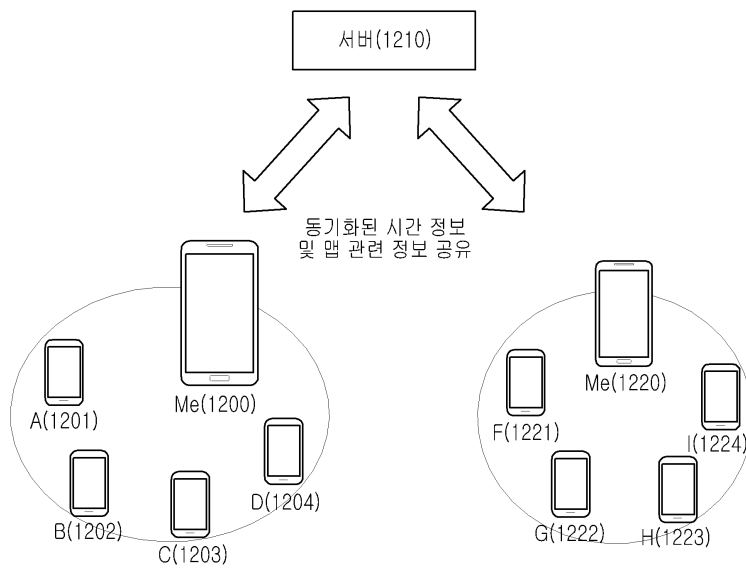 서버(1210)
동기화된 시간 정보
및 맵 관련 정보 공유
Me(1200)
A(1201)
B(1202)
C(1203)
D(1204)
Me(1220)
F(1221)
G(1222)
H(1223)
I(1224)